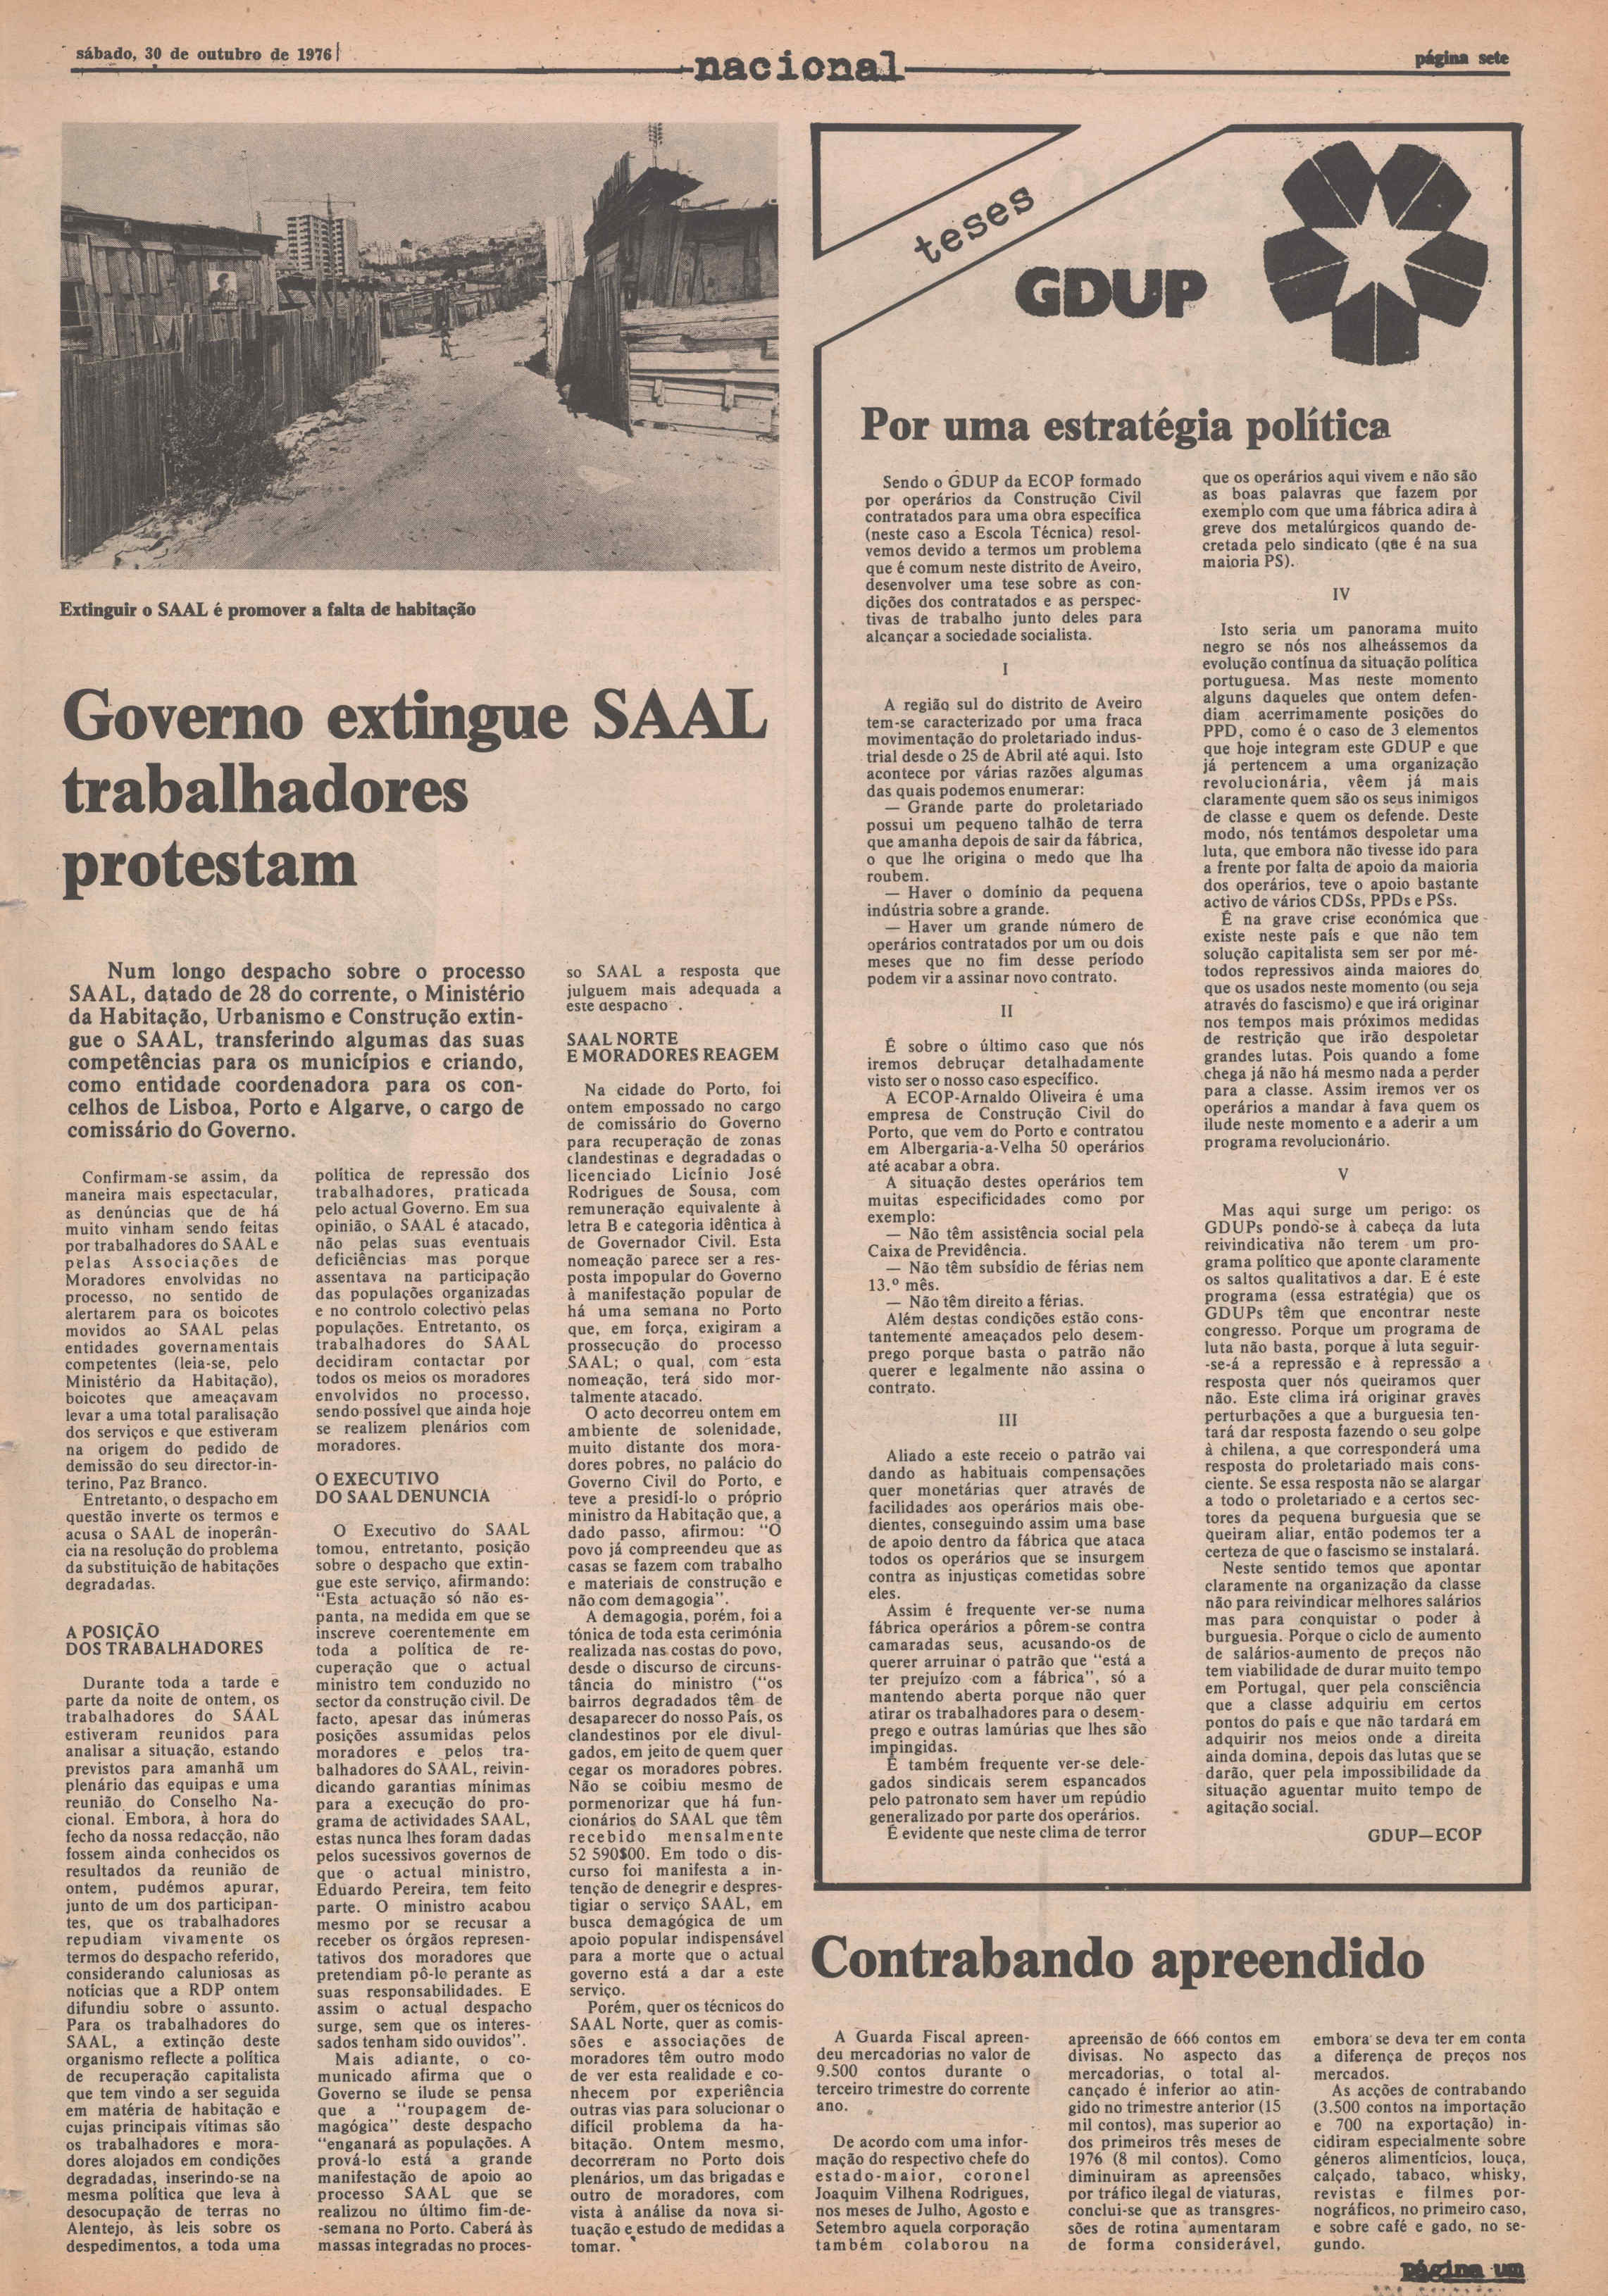 sábado, 30 de outubro de 1976
nacional
página sete
Extinguir o SAAL é promover a falta de habitação
Governo extingue SAAL
trabalhadores
protestam
Num longo despacho sobre o processo
SAAL, datado de 28 do corrente, o Ministério
da Habitação, Urbanismo e Construção extin-
gue o SAAL, transferindo algumas das suas
competências para os municípios e criando,
como entidade coordenadora para os con-
celhos de Lisboa, Porto e Algarve, o cargo de
comissário do Governo.
Confirmam-se assim, da
maneira mais espectacular,
as denúncias que de há
muito vinham sendo feitas
por trabalhadores do SAAL e
pelas Associações de
Moradores envolvidas no
processo, no sentido de
alertarem para os boicotes
movidos ao SAAL pelas
entidades governamentais
competentes (leia-se, pelo
Ministério da Habitação),
boicotes que ameaçavam
levar a uma total paralisação
dos serviços e que estiveram
na origem do pedido de
demissão do seu director-in-
terino, Paz Branco.
Entretanto, o despacho em
questão inverte os termos e
acusa o SAAL de inoperân-
cia na resolução do problema
da substituição de habitações
degradadas.
A POSIÇÃO
DOS TRABALHADORES
Durante toda a tarde e
parte da noite de ontem, os
trabalhadores do SAAL
estiveram reunidos para
analisar a situação, estando
previstos para amanhã um
plenário das equipas e uma
reunião do Conselho Na-
cional. Embora, à hora do
fecho da nossa redacção, não
fossem ainda conhecidos os
resultados da reunião de
ontem, pudémos apurar,
junto de um dos participan-
tes, que os trabalhadores
repudiam vivamente os
termos do despacho referido,
considerando caluniosas as
notícias que a RDP ontem
difundiu sobre o assunto.
Para os trabalhadores do
SAAL, a extinção deste
organismo reflecte a política
de recuperação capitalista
que tem vindo a ser seguida
em matéria de habitação e
cujas principais vítimas são
os trabalhadores e mora-
dores alojados em condições
degradadas, inserindo-se na
mesma política que leva à
desocupação de terras no
Alentejo, às leis sobre os
despedimentos, a toda uma
política de repressão dos
trabalhadores, praticada
pelo actual Governo. Em sua
opinião, o SAAL é atacado,
não pelas suas eventuais
deficiências mas porque
assentava na participação
das populações organizadas
e no controlo colectivo pelas
populações. Entretanto, os
trabalhadores do SAAL
decidiram contactar por
todos os meios os moradores
envolvidos no processo,
sendo possível que ainda hoje
se realizem plenários com
moradores.
O EXECUTIVO
DO SAAL DENUNCIA
O Executivo do SAAL
tomou, entretanto, posição
sobre o despacho que extin-
gue este serviço, afirmando:
"Esta actuação só não es-
panta, na medida em que se
inscreve coerentemente em
toda a política de re-
cuperação que o actual
ministro tem conduzido no
sector da construção civil. De
facto, apesar das inúmeras
posições assumidas pelos
moradores e pelos tra-
balhadores do SAAL, reivin-
dicando garantias mínimas
para a execução do pro-
grama de actividades SAAL,
estas nunca lhes foram dadas
pelos sucessivos governos de
que o actual ministro,
Eduardo Pereira, tem feito
parte. O ministro acabou
mesmo por se recusar a
receber os órgãos represen-
tativos dos moradores que
pretendiam pô-lo perante as
suas responsabilidades. E
assim o actual despacho
surge, sem que os interes-
sados tenham sido ouvidos".
Mais adiante, o co-
municado afirma que o
Governo se ilude se pensa
que a "roupagem de-
magógica" deste despacho
"enganará as populações. A
prová-lo está a grande
manifestação de apoio ao
processo SAAL que se
realizou no último fim-de-
-semana no Porto. Caberá às
massas integradas no proces-
so SAAL a resposta que
julguem mais adequada a
este despacho".
SAAL NORTE
E MORADORES REAGEM
Na cidade do Porto, foi
ontem empossado no cargo
de comissário do Governo
para recuperação de zonas
clandestinas e degradadas o
licenciado Licínio José
Rodrigues de Sousa, com
remuneração equivalente à
letra B e categoria idêntica à
de Governador Civil. Esta
nomeação parece ser a res-
posta impopular do Governo
à manifestação popular de
há uma semana no Porto
que, em força, exigiram a
prossecução do processo
SAAL; o qual, com esta
nomeação, terá sido mor-
talmente atacado.
O acto decorreu ontem em
ambiente de solenidade,
muito distante dos mora-
dores pobres, no palácio do
Governo Civil do Porto, e
teve a presidí-lo o próprio
ministro da Habitação que, a
dado passo, afirmou: "O
povo já compreendeu que as
casas se fazem com trabalho
e materiais de construção e
não com demagogia".
A demagogia, porém, foi a
tónica de toda esta cerimónia
realizada nas costas do povo,
desde o discurso de circuns-
tância do ministro ("os
bairros degradados têm de
desaparecer do nosso País, os
clandestinos por ele divul-
gados, em jeito de quem quer
cegar os moradores pobres.
Não se coibiu mesmo de
pormenorizar que há fun-
cionários do SAAL que têm
recebido mensalmente
52 590$00. Em todo o dis-
curso foi manifesta a in-
tenção de denegrir e despres-
tigiar o serviço SAAL, em
busca demagógica de um
apoio popular indispensável
para a morte que o actual
governo está a dar a este
serviço.
Porém, quer os técnicos do
SAAL Norte, quer as comis-
sões e associações de
moradores têm outro modo
de ver esta realidade e co-
nhecem por experiência
outras vias para solucionar o
difícil problema da ha-
bitação. Ontem mesmo,
decorreram no Porto dois
plenários, um das brigadas e
outro de moradores, com
vista à análise da nova si-
tuação e estudo de medidas a
tomar.
teses
GDUP
Por uma estratégia política
Sendo o GDUP da ECOP formado
por operários da Construção Civil
contratados para uma obra específica
(neste caso a Escola Técnica) resol-
vemos devido a termos um problema
que é comum neste distrito de Aveiro,
desenvolver uma tese sobre as con-
dições dos contratados e as perspec-
tivas de trabalho junto deles para
alcançar a sociedade socialista.
I
A região sul do distrito de Aveiro
tem-se caracterizado por uma fraca
movimentação do proletariado indus-
trial desde o 25 de Abril até aqui. Isto
acontece por várias razões algumas
das quais podemos enumerar:
— Grande parte do proletariado
possui um pequeno talhão de terra
que amanha depois de sair da fábrica,
o que lhe origina o medo que lha
roubem.
— Haver o domínio da pequena
indústria sobre a grande.
— Haver um grande número de
operários contratados por um ou dois
meses que no fim desse período
podem vir a assinar novo contrato.
II
É sobre o último caso que nós
iremos debruçar detalhadamente
visto ser o nosso caso específico.
A ECOP-Arnaldo Oliveira é uma
empresa de Construção Civil do
Porto, que vem do Porto e contratou
em Albergaria-a-Velha 50 operários
até acabar a obra.
A situação destes operários tem
muitas especificidades como por
exemplo:
— Não têm assistência social pela
Caixa de Previdência.
— Não têm subsídio de férias nem
13.º mês.
— Não têm direito a férias.
Além destas condições estão cons-
tantemente ameaçados pelo desem-
prego porque basta o patrão não
querer e legalmente não assina o
contrato.
III
Aliado a este receio o patrão vai
dando as habituais compensações
quer monetárias quer através de
facilidades aos operários mais obe-
dientes, conseguindo assim uma base
de apoio dentro da fábrica que ataca
todos os operários que se insurgem
contra as injustiças cometidas sobre
eles.
Assim é frequente ver-se numa
fábrica operários a pôrem-se contra
camaradas seus, acusando-os de
querer arruinar o patrão que "está a
ter prejuízo com a fábrica", só a
mantendo aberta porque não quer
atirar os trabalhadores para o desem-
prego e outras lamúrias que lhes são
impingidas.
E também frequente ver-se dele-
gados sindicais serem espancados
pelo patronato sem haver um repúdio
generalizado por parte dos operários.
É evidente que neste clima de terror
que os operários aqui vivem e não são
as boas palavras que fazem por
exemplo com que uma fábrica adira à
greve dos metalúrgicos quando de-
cretada pelo sindicato (que é na sua
maioria PS).
IV
Isto seria um panorama muito
negro se nós nos alheássemos da
evolução contínua da situação política
portuguesa. Mas neste momento
alguns daqueles que ontem defen-
diam acerrimamente posições do
PPD, como é o caso de 3 elementos
que hoje integram este GDUP e que
já pertencem a uma organização
revolucionária, vêem já mais
claramente quem são os seus inimigos
de classe e quem os defende. Deste
modo, nós tentámos despoletar uma
luta, que embora não tivesse ido para
a frente por falta de apoio da maioria
dos operários, teve o apoio bastante
activo de vários CDSs, PPDs e PSs.
É na grave crise económica que
existe neste país e que não tem
solução capitalista sem ser por mé-
todos repressivos ainda maiores do
que os usados neste momento (ou seja
através do fascismo) e que irá originar
nos tempos mais próximos medidas
de restrição que irão despoletar
grandes lutas. Pois quando a fome
chega já não há mesmo nada a perder
para a classe. Assim iremos ver os
operários a mandar à fava quem os
ilude neste momento e a aderir a um
programa revolucionário.
V
Mas aqui surge um perigo: os
GDUPs pondo-se à cabeça da luta
reivindicativa não terem um pro-
grama político que aponte claramente
os saltos qualitativos a dar. E é este
programa (essa estratégia) que os
GDUPs têm que encontrar neste
congresso. Porque um programa de
luta não basta, porque à luta seguir-
-se-á a repressão e à repressão a
resposta quer nós queiramos quer
não. Este clima irá originar graves
perturbações a que a burguesia ten-
tará dar resposta fazendo o seu golpe
à chilena, a que corresponderá uma
resposta do proletariado mais cons-
ciente. Se essa resposta não se alargar
a todo o proletariado e a certos sec-
tores da pequena burguesia que se
queiram aliar, então podemos ter a
certeza de que o fascismo se instalará.
Neste sentido temos que apontar
claramente na organização da classe
não para reivindicar melhores salários
mas para conquistar o poder à
burguesia. Porque o ciclo de aumento
de salários-aumento de preços não
tem viabilidade de durar muito tempo
em Portugal, quer pela consciência
que a classe adquiriu em certos
pontos do país e que não tardará em
adquirir nos meios onde a direita
ainda domina, depois das lutas que se
darão, quer pela impossibilidade da
situação aguentar muito tempo de
agitação social.
GDUP—ECOP
Contrabando apreendido
A Guarda Fiscal apreen-
deu mercadorias no valor de
9.500 contos durante o
terceiro trimestre do corrente
ano.
De acordo com uma infor-
mação do respectivo chefe do
estado-maior, coronel
Joaquim Vilhena Rodrigues,
nos meses de Julho, Agosto e
Setembro aquela corporação
também colaborou na
apreensão de 666 contos em
divisas. No aspecto das
mercadorias, o total al-
cançado é inferior ao atin-
gido no trimestre anterior (15
mil contos), mas superior ao
dos primeiros três meses de
1976 (8 mil contos). Como
diminuiram as apreensões
por tráfico ilegal de viaturas,
conclui-se que as transgres-
sões de rotina aumentaram
de forma considerável,
embora se deva ter em conta
a diferença de preços nos
mercados.
As acções de contrabando
(3.500 contos na importação
e 700 na exportação) in-
cidiram especialmente sobre
géneros alimentícios, louça,
calçado, tabaco, whisky,
revistas e filmes por-
nográficos, no primeiro caso,
e sobre café e gado, no se-
gundo.
página um